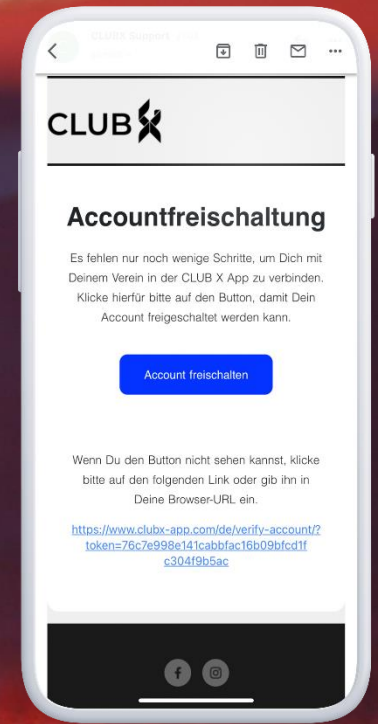 CLUBX Support
CLUB X
Accountfreischaltung
Es fehlen nur noch wenige Schritte, um Dich mit
Deinem Verein in der CLUB X App zu verbinden.
Klicke hierfür bitte auf den Button, damit Dein
Account freigeschaltet werden kann.
Account freischalten
Wenn Du den Button nicht sehen kannst, klicke
bitte auf den folgenden Link oder gib ihn in
Deine Browser-URL ein.
https://www.clubx-app.com/de/verify-account/?
token=76c7e998e141cabbfac16b09bfcd1f
c304f9b5ac